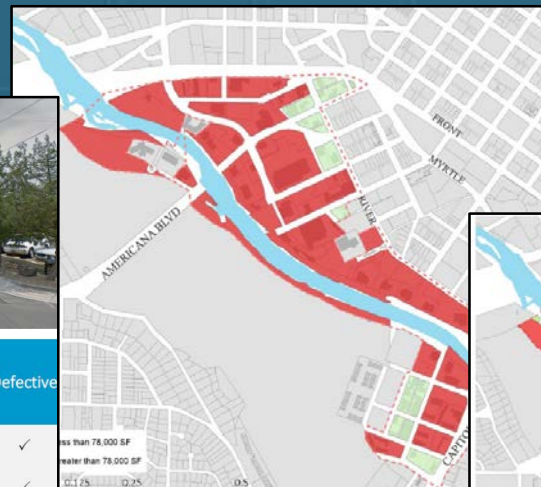 FRONT
MYRTLE
RIVER
AMERICANA BLVD
CAPITO
Defective
✓
ess than 78,000 SF
reater than 78,000 SF
✓
0.125 0.25 0.5